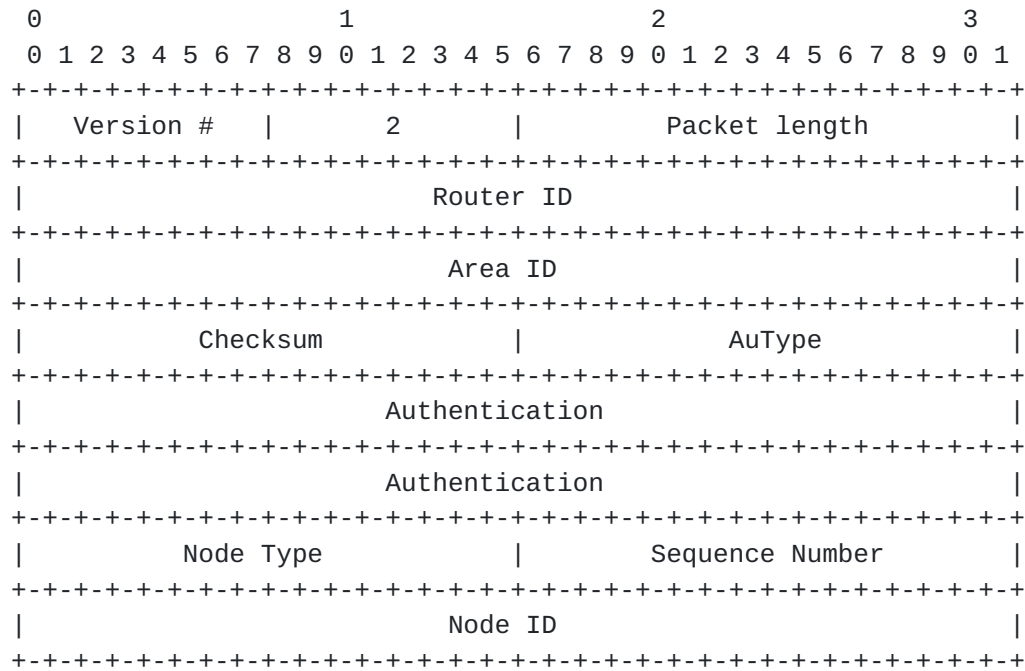 0                   1                   2                   3
 0 1 2 3 4 5 6 7 8 9 0 1 2 3 4 5 6 7 8 9 0 1 2 3 4 5 6 7 8 9 0 1
+-+-+-+-+-+-+-+-+-+-+-+-+-+-+-+-+-+-+-+-+-+-+-+-+-+-+-+-+-+-+-+-+
|   Version #   |       2       |         Packet length         |
+-+-+-+-+-+-+-+-+-+-+-+-+-+-+-+-+-+-+-+-+-+-+-+-+-+-+-+-+-+-+-+-+
|                          Router ID                            |
+-+-+-+-+-+-+-+-+-+-+-+-+-+-+-+-+-+-+-+-+-+-+-+-+-+-+-+-+-+-+-+-+
|                           Area ID                             |
+-+-+-+-+-+-+-+-+-+-+-+-+-+-+-+-+-+-+-+-+-+-+-+-+-+-+-+-+-+-+-+-+
|           Checksum            |             AuType            |
+-+-+-+-+-+-+-+-+-+-+-+-+-+-+-+-+-+-+-+-+-+-+-+-+-+-+-+-+-+-+-+-+
|                       Authentication                          |
+-+-+-+-+-+-+-+-+-+-+-+-+-+-+-+-+-+-+-+-+-+-+-+-+-+-+-+-+-+-+-+-+
|                       Authentication                          |
+-+-+-+-+-+-+-+-+-+-+-+-+-+-+-+-+-+-+-+-+-+-+-+-+-+-+-+-+-+-+-+-+
|          Node Type            |        Sequence Number        |
+-+-+-+-+-+-+-+-+-+-+-+-+-+-+-+-+-+-+-+-+-+-+-+-+-+-+-+-+-+-+-+-+
|                           Node ID                             |
+-+-+-+-+-+-+-+-+-+-+-+-+-+-+-+-+-+-+-+-+-+-+-+-+-+-+-+-+-+-+-+-+